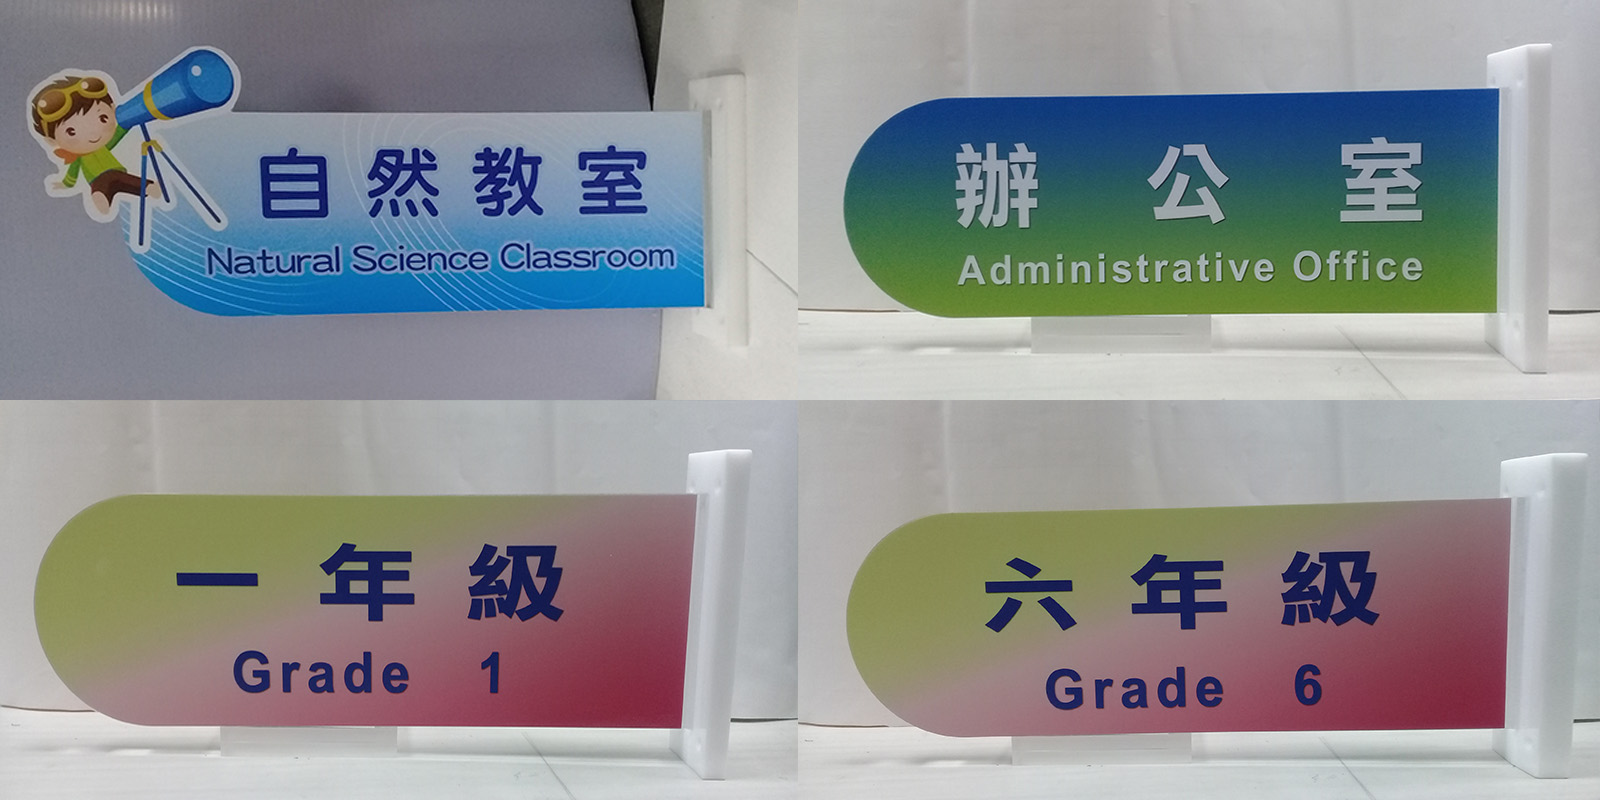 自然教室
Natural Science Classroom
辦公室
Administrative Office
一年級
Grade 1
六年級
Grade 6